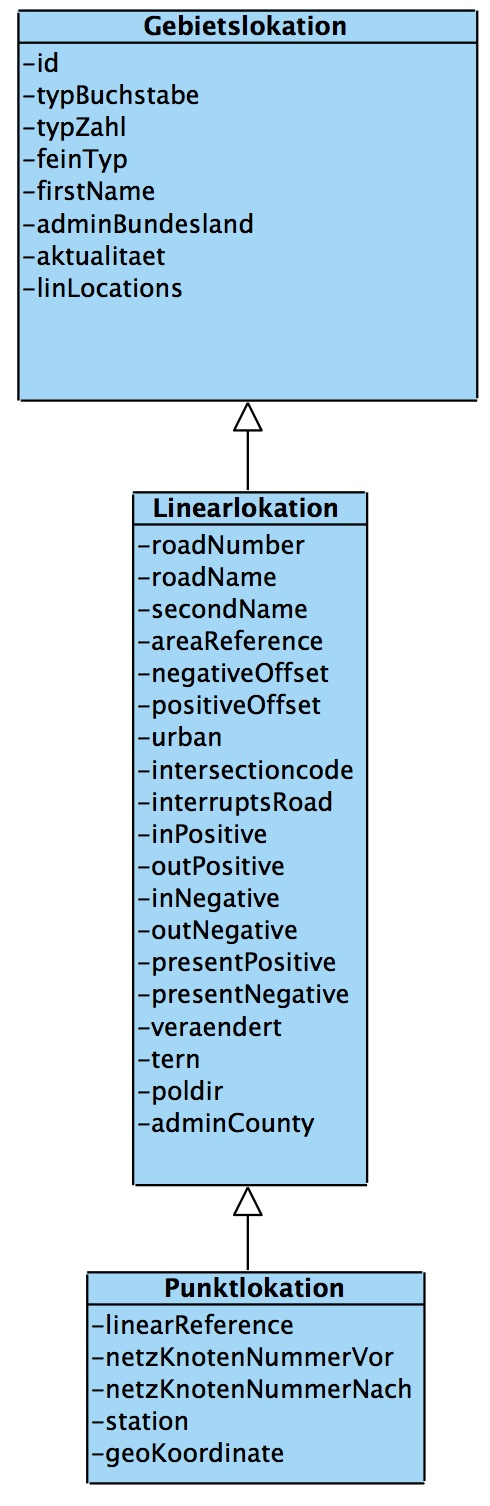 Gebietslokation
-id
-typBuchstabe
-typZahl
-feinTyp
-firstName
-adminBundesland
-aktualitaet
-linLocations
Linearlokation
-roadNumber
-roadName
-secondName
-areaReference
-negativeOffset
-positiveOffset
-urban
-intersectioncode
-interruptsRoad
-inPositive
-outPositive
-inNegative
-outNegative
-presentPositive
-presentNegative
-veraendert
-tern
-poldir
-adminCounty
Punktlokation
-linearReference
-netzKnotenNummerVor
-netzKnotenNummerNach
-station
-geoKoordinate